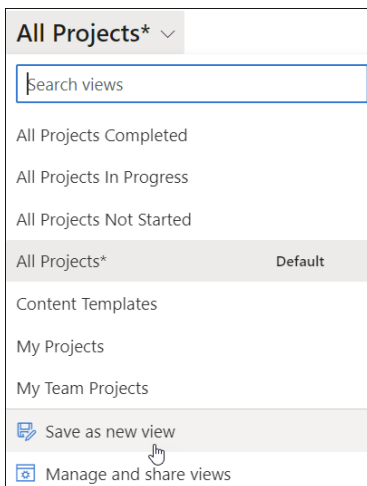 All Projects*
Search views
All Projects Completed
All Projects In Progress
All Projects Not Started
All Projects* Default
Content Templates
My Projects
My Team Projects
Save as new view
Manage and share views